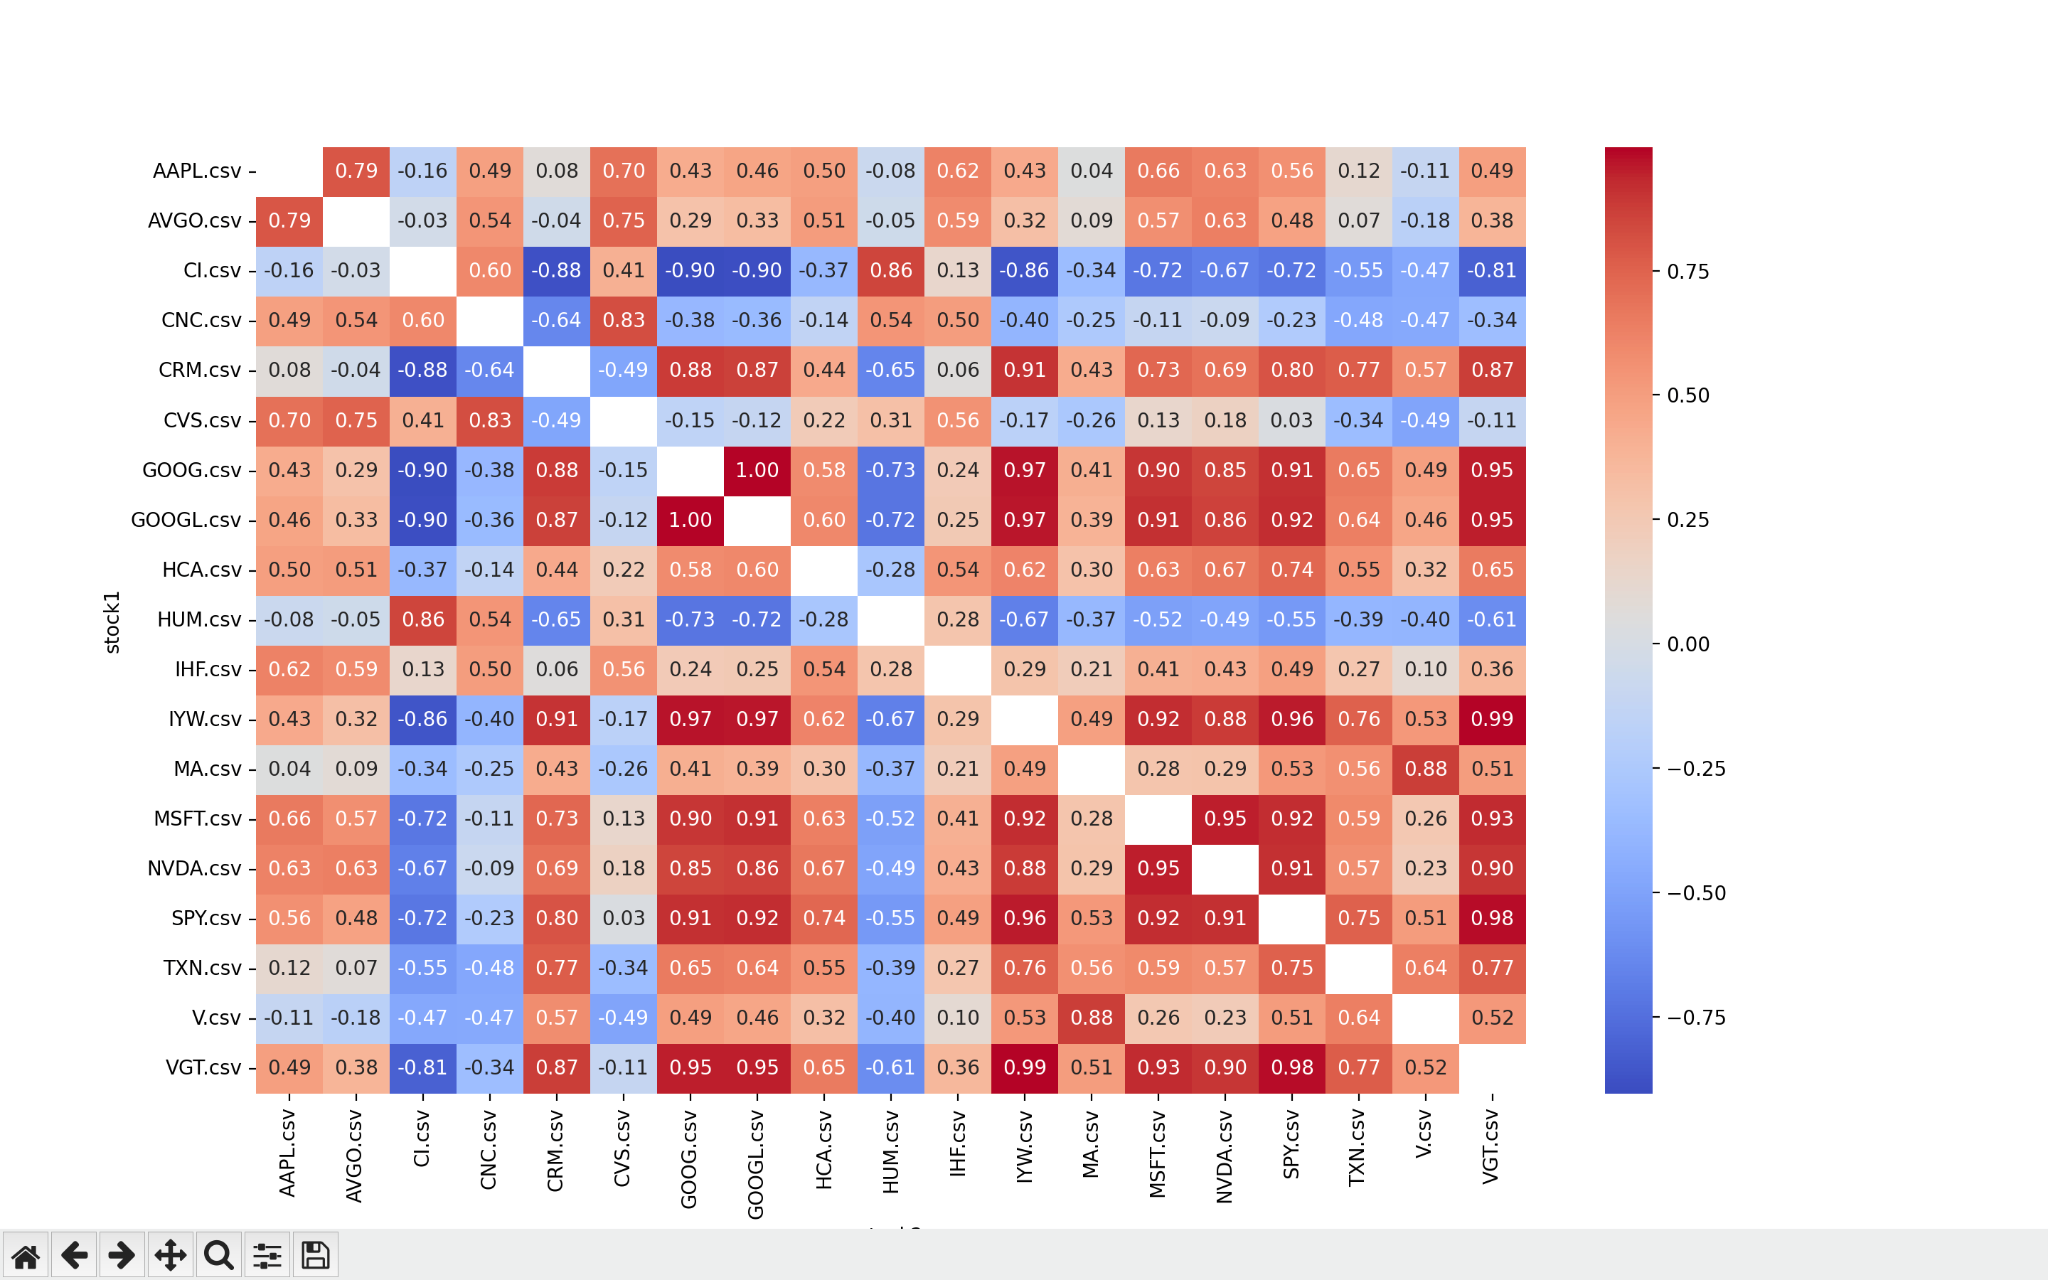 AAPL.csv 0.79 -0.16 0.49 0.08 0.70 0.43 0.46 0.50 -0.08 0.62 0.43 0.04 0.66 0.63 0.56 0.12 -0.11 0.49
AVGO.csv 0.79 -0.03 0.54 -0.04 0.75 0.29 0.33 0.51 -0.05 0.59 0.32 0.09 0.57 0.63 0.48 0.07 -0.18 0.38
CI.csv -0.16 -0.03 0.60 -0.88 0.41 -0.90 -0.90 -0.37 0.86 0.13 -0.86 -0.34 -0.72 -0.67 -0.72 -0.55 -0.47 -0.81
0.75
CNC.csv 0.49 0.54 0.60 -0.64 0.83 -0.38 -0.36 -0.14 0.54 0.50 -0.40 -0.25 -0.11 -0.09 -0.23 -0.48 -0.47 -0.34
CRM.csv 0.08 -0.04 -0.88 -0.64 -0.49 0.88 0.87 0.44 -0.65 0.06 0.91 0.43 0.73 0.69 0.80 0.77 0.57 0.87
0.50
CVS.csv 0.70 0.75 0.41 0.83 -0.49 -0.15 -0.12 0.22 0.31 0.56 -0.17 -0.26 0.13 0.18 0.03 -0.34 -0.49 -0.11
GOOG.csv 0.43 0.29 -0.90 -0.38 0.88 -0.15 1.00 0.58 -0.73 0.24 0.97 0.41 0.90 0.85 0.91 0.65 0.49 0.95
GOOGL.csv 0.46 0.33 -0.90 -0.36 0.87 -0.12 1.00 0.60 -0.72 0.25 0.97 0.39 0.91 0.86 0.92 0.64 0.46 0.95
0.25
HCA.csv 0.50 0.51 -0.37 -0.14 0.44 0.22 0.58 0.60 -0.28 0.54 0.62 0.30 0.63 0.67 0.74 0.55 0.32 0.65
stock1
HUM.csv -0.08 -0.05 0.86 0.54 -0.65 0.31 -0.73 -0.72 -0.28 0.28 -0.67 -0.37 -0.52 -0.49 -0.55 -0.39 -0.40 -0.61
0.00
IHF.csv 0.62 0.59 0.13 0.50 0.06 0.56 0.24 0.25 0.54 0.28 0.29 0.21 0.41 0.43 0.49 0.27 0.10 0.36
IYW.csv 0.43 0.32 -0.86 -0.40 0.91 -0.17 0.97 0.97 0.62 -0.67 0.29 0.49 0.92 0.88 0.96 0.76 0.53 0.99
MA.csv 0.04 0.09 -0.34 -0.25 0.43 -0.26 0.41 0.39 0.30 -0.37 0.21 0.49 0.28 0.29 0.53 0.56 0.88 0.51
−0.25
MSFT.csv 0.66 0.57 -0.72 -0.11 0.73 0.13 0.90 0.91 0.63 -0.52 0.41 0.92 0.28 0.95 0.92 0.59 0.26 0.93
NVDA.csv 0.63 0.63 -0.67 -0.09 0.69 0.18 0.85 0.86 0.67 -0.49 0.43 0.88 0.29 0.95 0.91 0.57 0.23 0.90
−0.50
SPY.csv 0.56 0.48 -0.72 -0.23 0.80 0.03 0.91 0.92 0.74 -0.55 0.49 0.96 0.53 0.92 0.91 0.75 0.51 0.98
TXN.csv 0.12 0.07 -0.55 -0.48 0.77 -0.34 0.65 0.64 0.55 -0.39 0.27 0.76 0.56 0.59 0.57 0.75 0.64 0.77
V.csv -0.11 -0.18 -0.47 -0.47 0.57 -0.49 0.49 0.46 0.32 -0.40 0.10 0.53 0.88 0.26 0.23 0.51 0.64 0.52
−0.75
VGT.csv 0.49 0.38 -0.81 -0.34 0.87 -0.11 0.95 0.95 0.65 -0.61 0.36 0.99 0.51 0.93 0.90 0.98 0.77 0.52
AAPL.csv AVGO.csv CI.csv CNC.csv CRM.csv CVS.csv GOOG.csv GOOGL.csv HCA.csv HUM.csv IHF.csv IYW.csv MA.csv MSFT.csv NVDA.csv SPY.csv TXN.csv V.csv VGT.csv